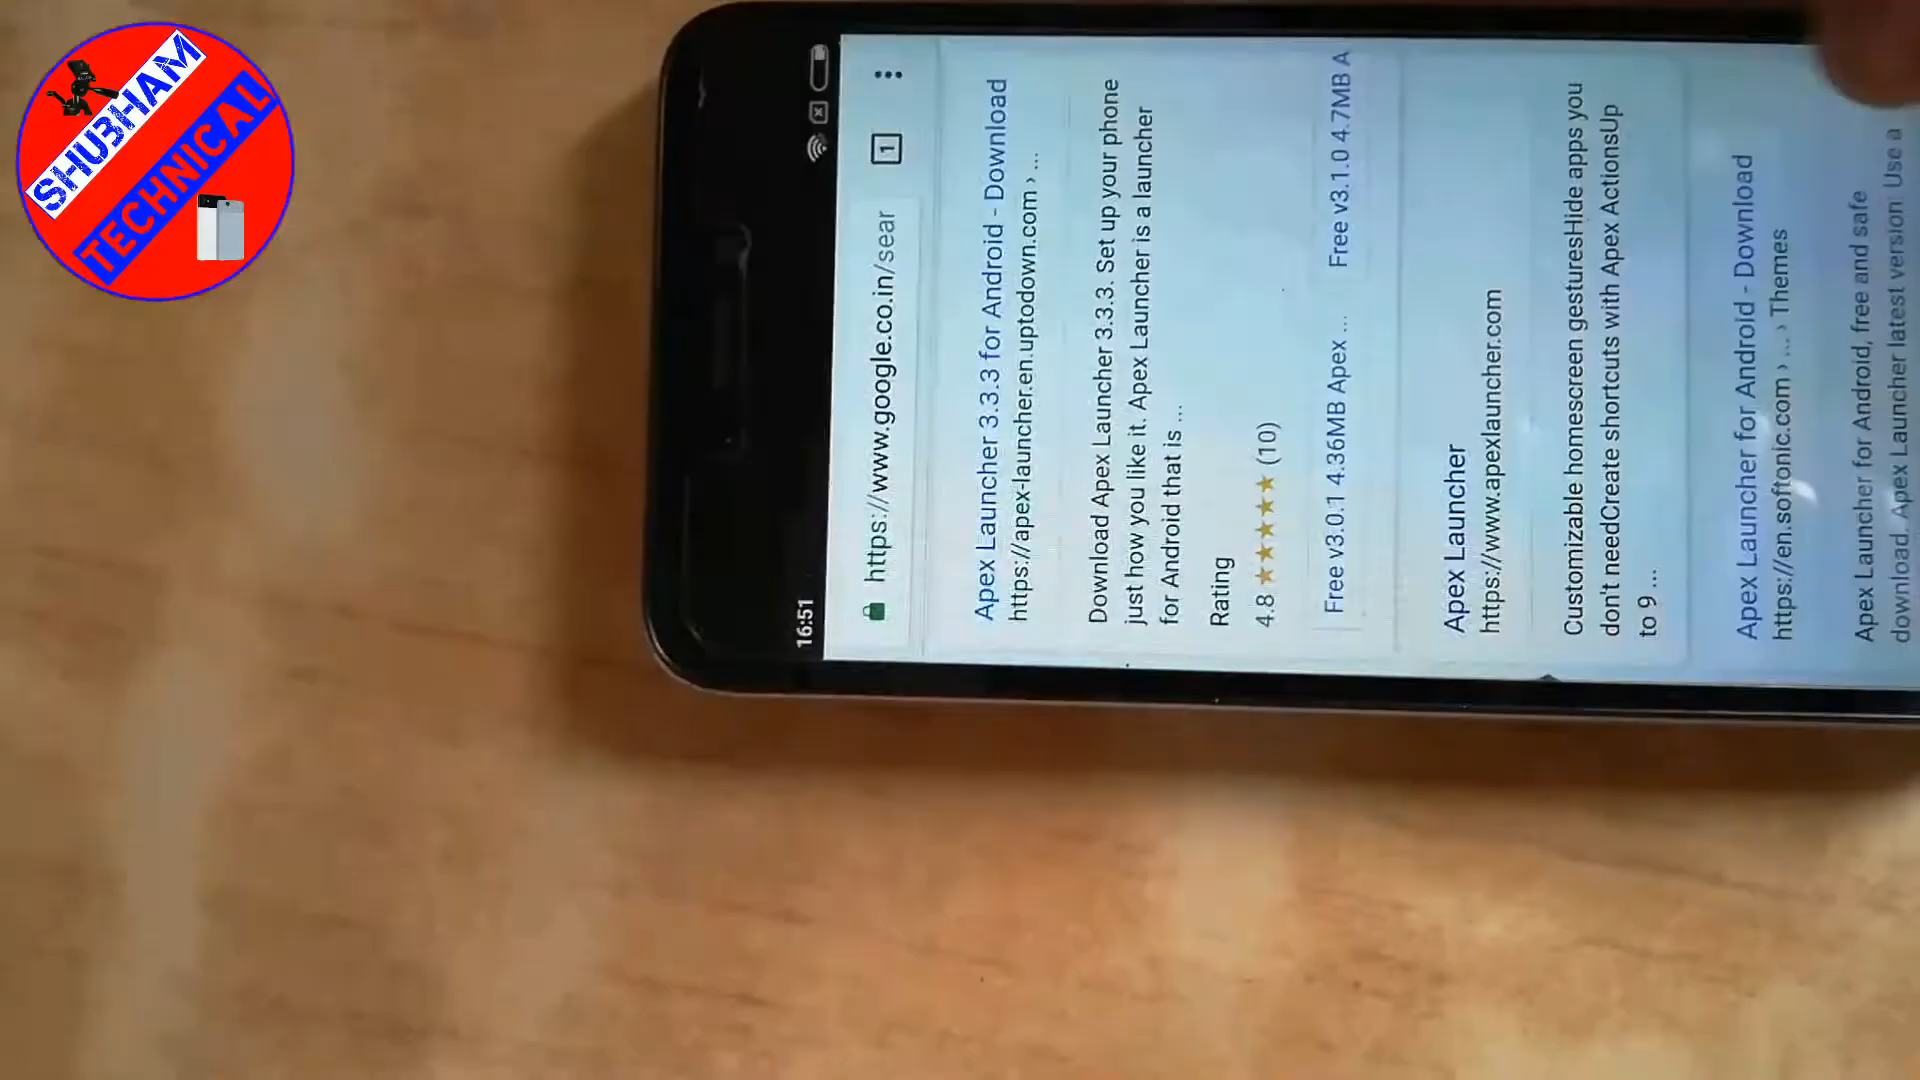 SHUBHAM
TECHNICAL
16:51
https://www.google.co.in/sear
1
Apex Launcher 3.3.3 for Android - Download
https://apex-launcher.en.uptodown.com › ...
Download Apex Launcher 3.3.3. Set up your phone
just how you like it. Apex Launcher is a launcher
for Android that is ...
Rating
4.8 ★★★★★ (10)
Free v3.0.1 4.36MB Apex ... Free v3.1.0 4.7MB A
Apex Launcher
https://www.apexlauncher.com
Customizable homescreen gesturesHide apps you
don't needCreate shortcuts with Apex ActionsUp
to 9 ...
Apex Launcher for Android - Download
https://en.softonic.com › ... › Themes
Apex Launcher for Android, free and safe
download. Apex Launcher latest version: Use a